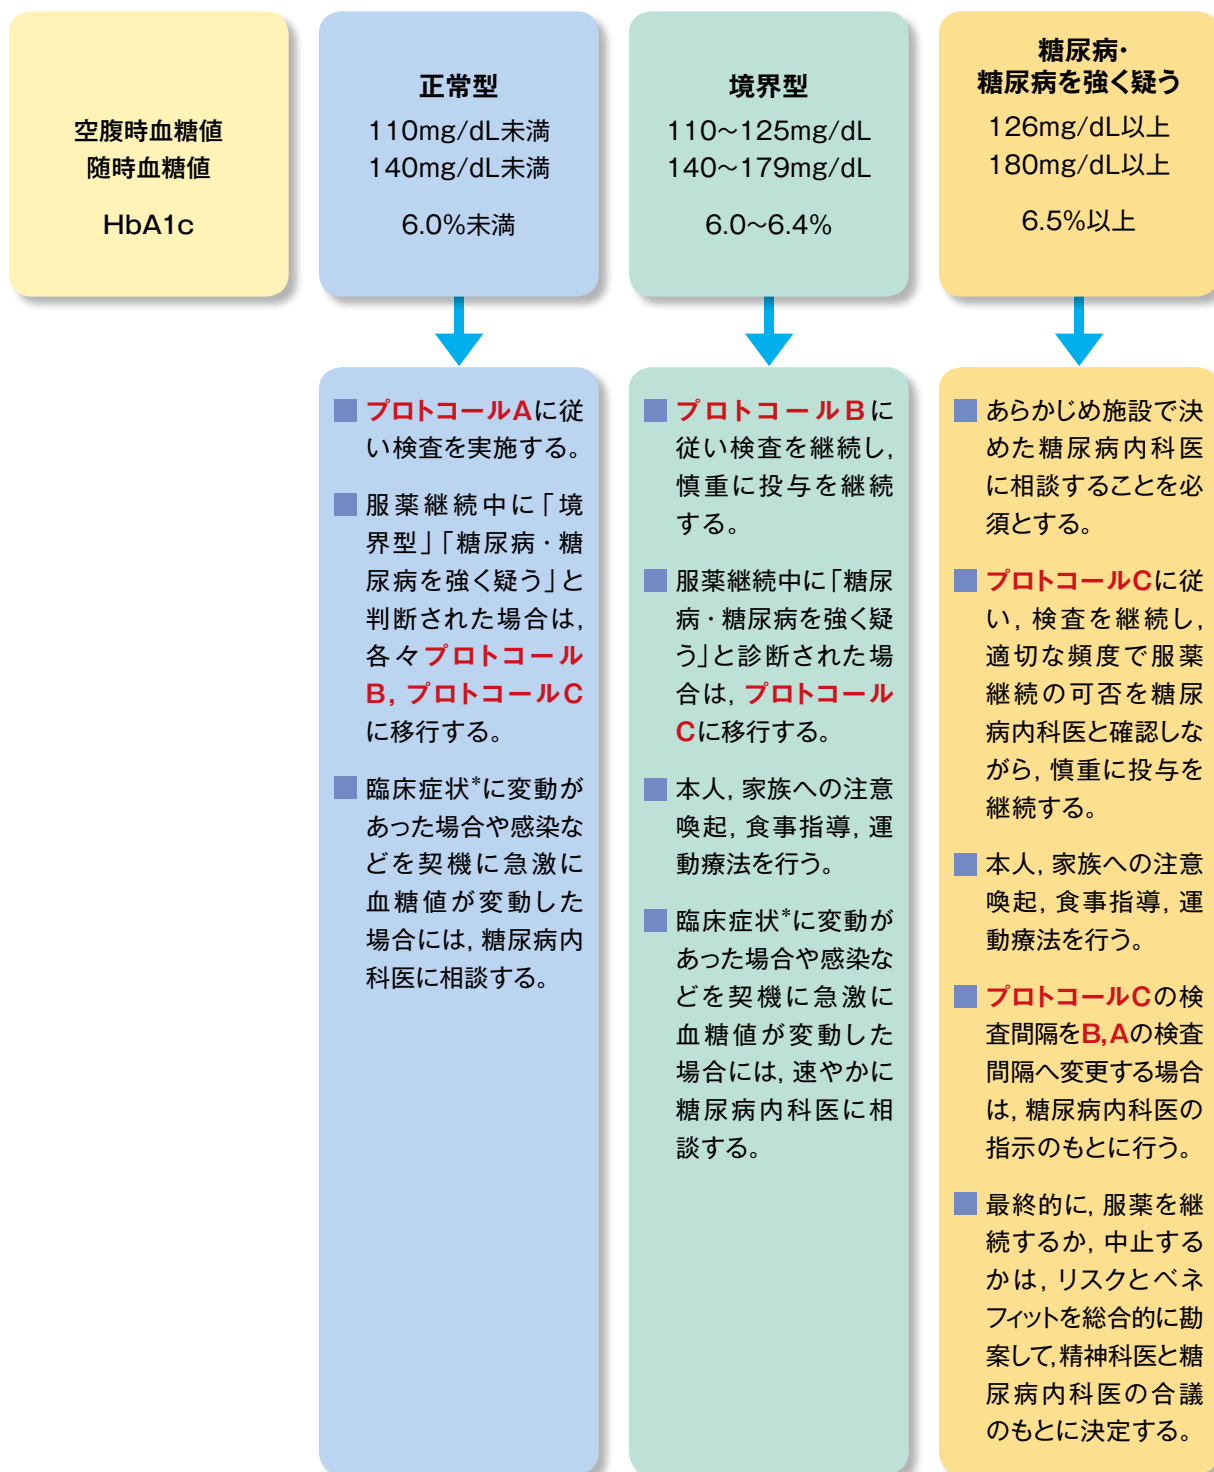 空腹時血糖値
随時血糖値
HbA1c
正常型
110mg/dL未満
140mg/dL未満
6.0%未満
境界型
110〜125mg/dL
140〜179mg/dL
6.0〜6.4%
糖尿病・
糖尿病を強く疑う
126mg/dL以上
180mg/dL以上
6.5%以上
■ プロトコールAに従
い検査を実施する。
■ 服薬継続中に「境
界型」「糖尿病・糖
尿病を強く疑う」と
判断された場合は,
各々プロトコール
B, プロトコールC
に移行する。
■ 臨床症状*に変動が
あった場合や感染な
どを契機に急激に
血糖値が変動した
場合には, 糖尿病内
科医に相談する。
■ プロトコールBに
従い検査を継続し,
慎重に投与を継続
する。
■ 服薬継続中に「糖尿
病・糖尿病を強く疑
う」と診断された場
合は, プロトコール
Cに移行する。
■ 本人, 家族への注意
喚起, 食事指導, 運
動療法を行う。
■ 臨床症状*に変動が
あった場合や感染な
どを契機に急激に
血糖値が変動した
場合には, 速やかに
糖尿病内科医に相
談する。
■ あらかじめ施設で決
めた糖尿病内科医
に相談することを必
須とする。
■ プロトコールCに従
い, 検査を継続し,
適切な頻度で服薬
継続の可否を糖尿
病内科医と確認しな
がら, 慎重に投与を
継続する。
■ 本人, 家族への注意
喚起, 食事指導, 運
動療法を行う。
■ プロトコールCの検
査間隔をB,Aの検査
間隔へ変更する場合
は, 糖尿病内科医の
指示のもとに行う。
■ 最終的に, 服薬を継
続するか, 中止する
かは, リスクとベネ
フィットを総合的に勘
案して,精神科医と糖
尿病内科医の合議
のもとに決定する。